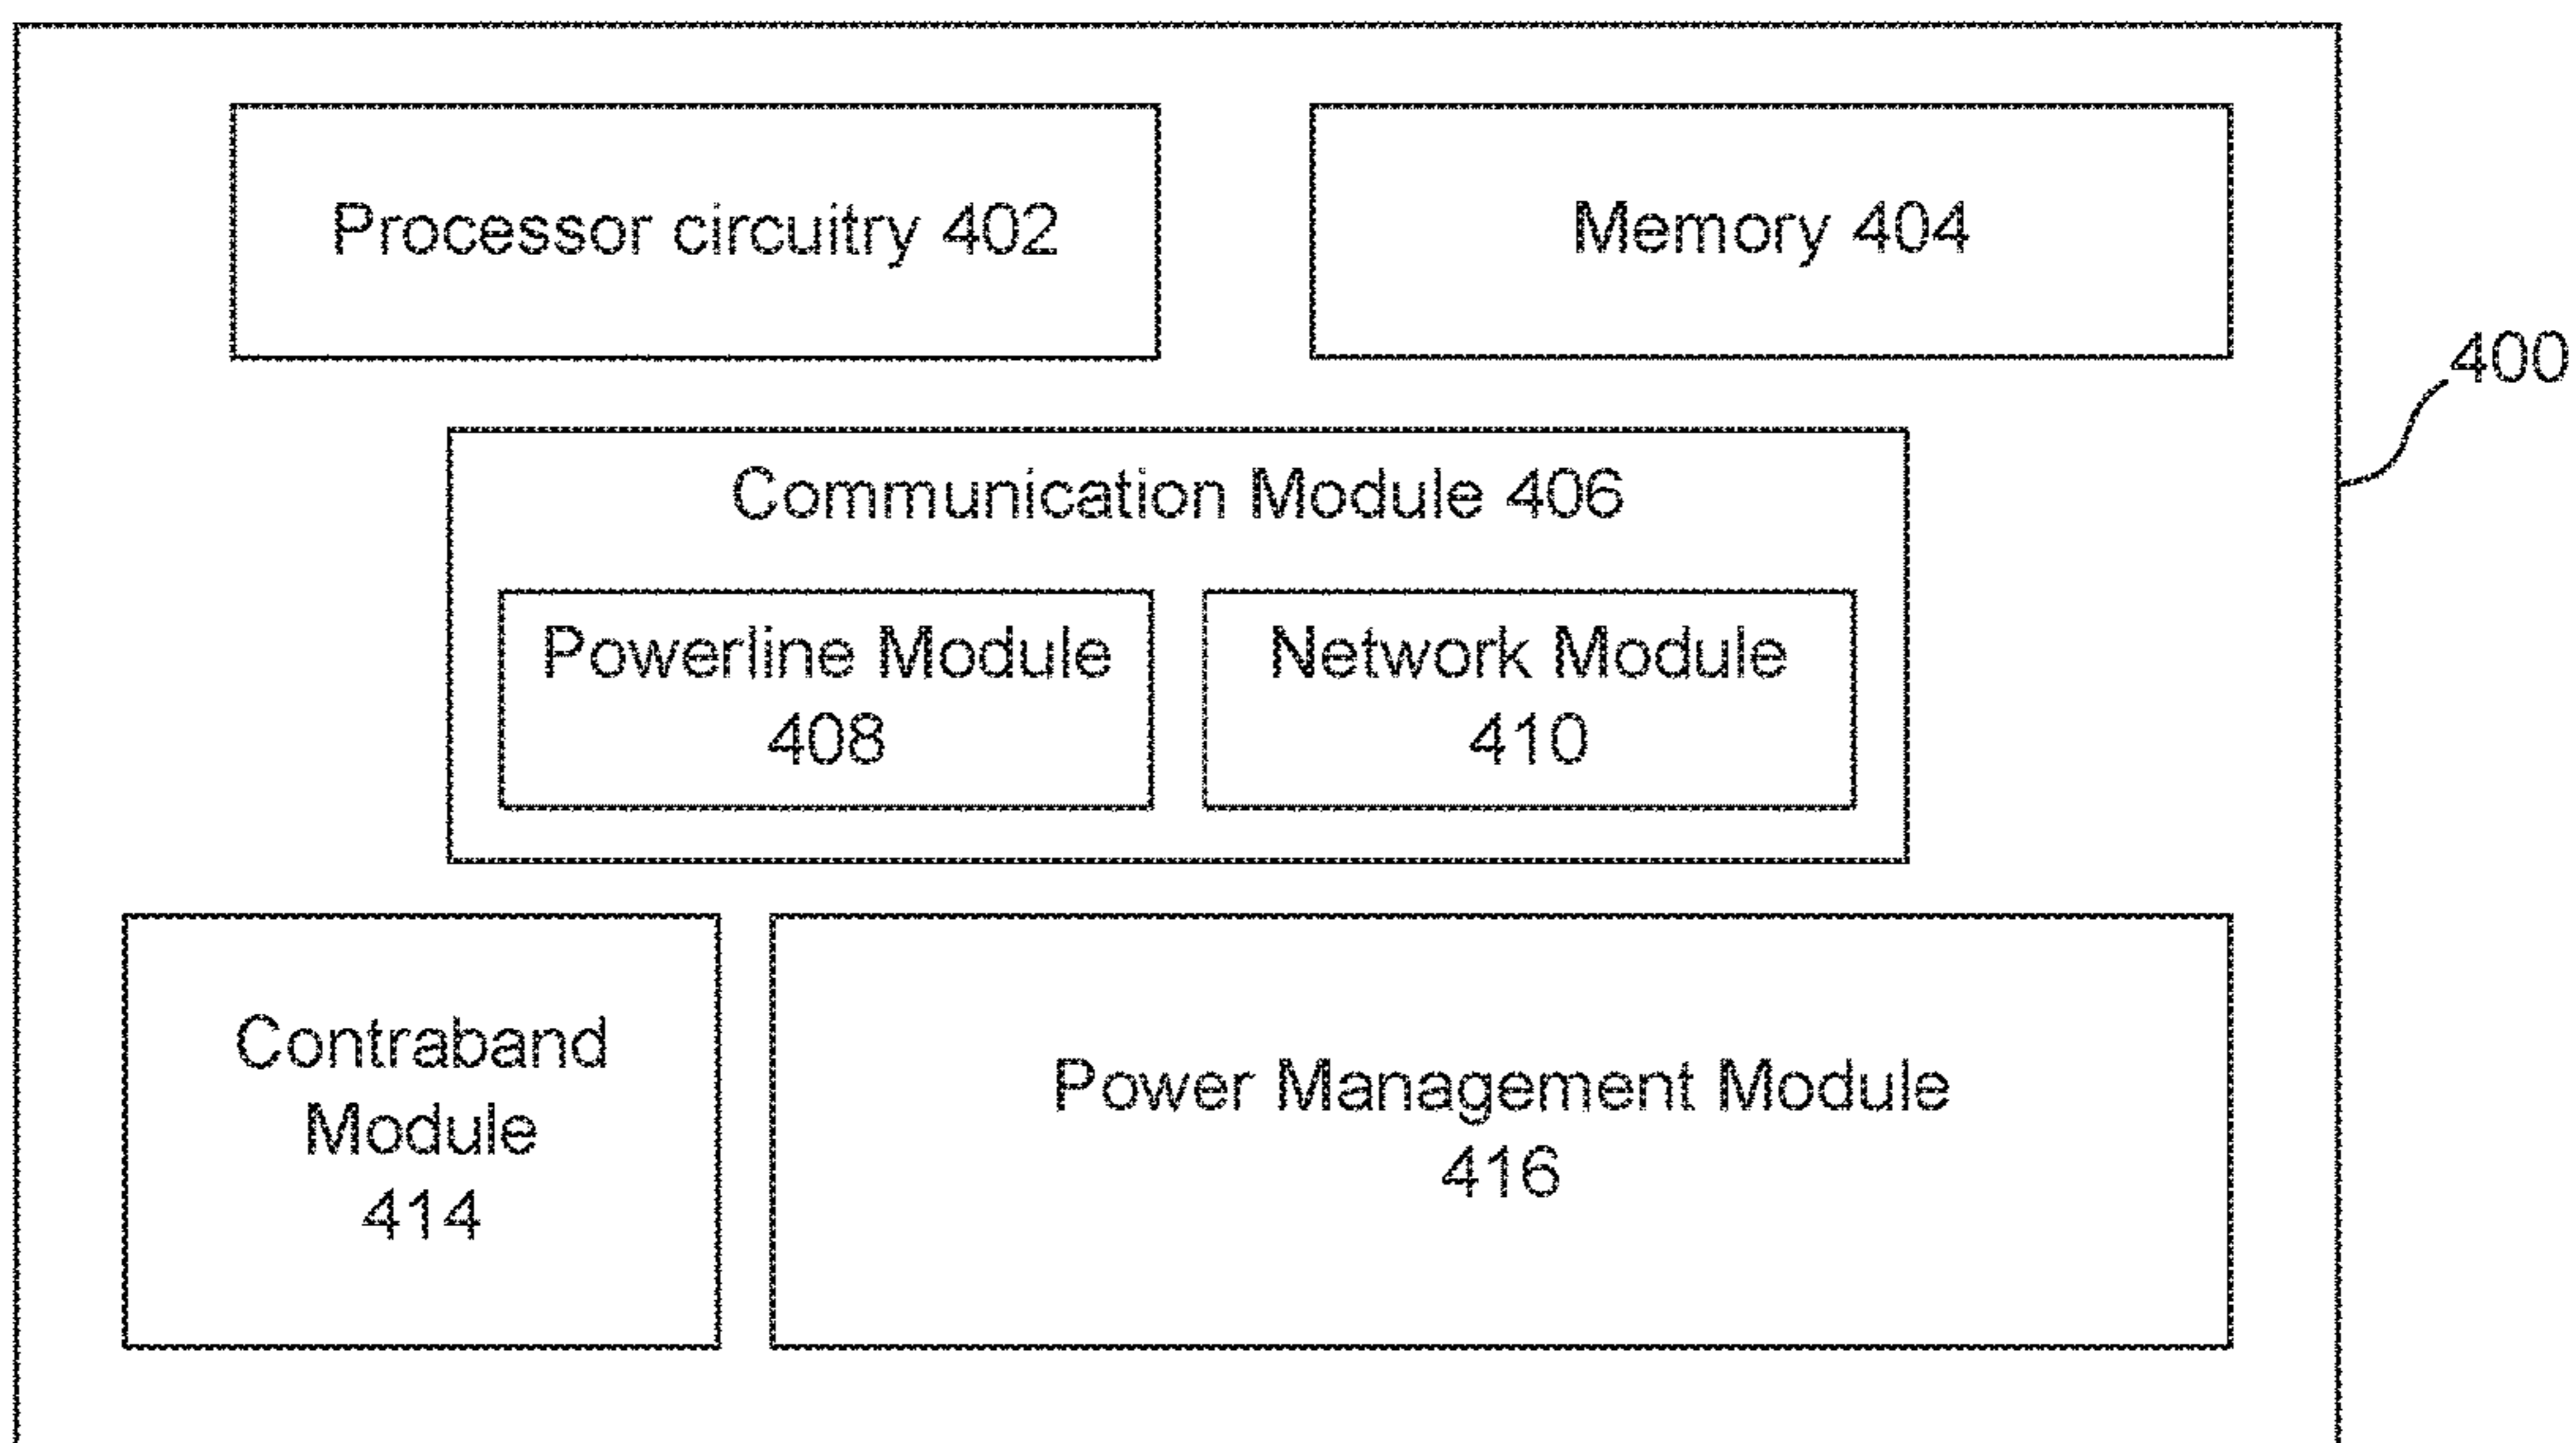 Processor circuitry 402
Memory 404
400
Communication Module 406
Powerline Module
408
Network Module
410
Contraband
Module
414
Power Management Module
416